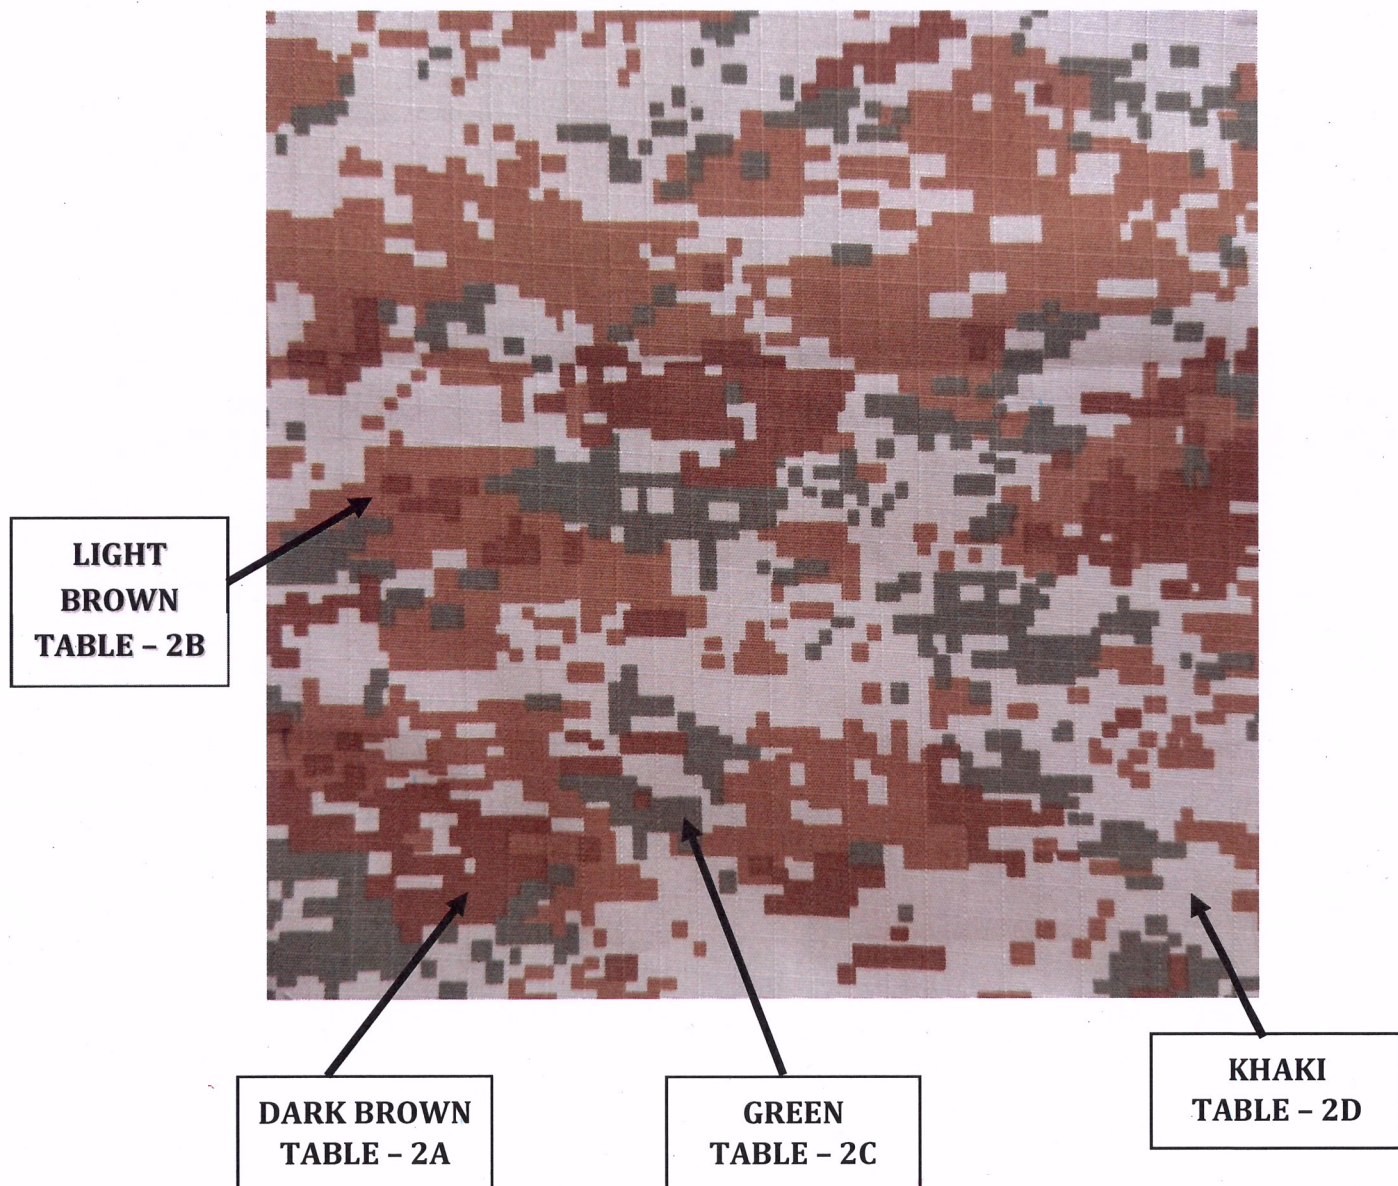 LIGHT
BROWN
TABLE – 2B
DARK BROWN
TABLE – 2A
GREEN
TABLE – 2C
KHAKI
TABLE – 2D